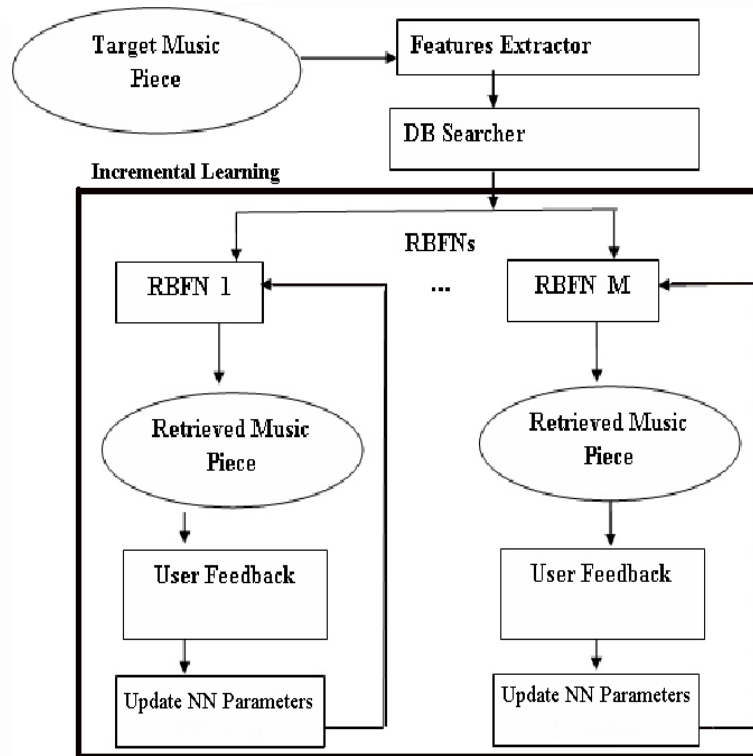 Target Music
Piece
Features Extractor
DB Searcher
Incremental Learning
RBFNs
RBFN 1
...
RBFN M
Retrieved Music
Piece
Retrieved Music
Piece
User Feedback
User Feedback
Update NN Parameters
Update NN Parameters